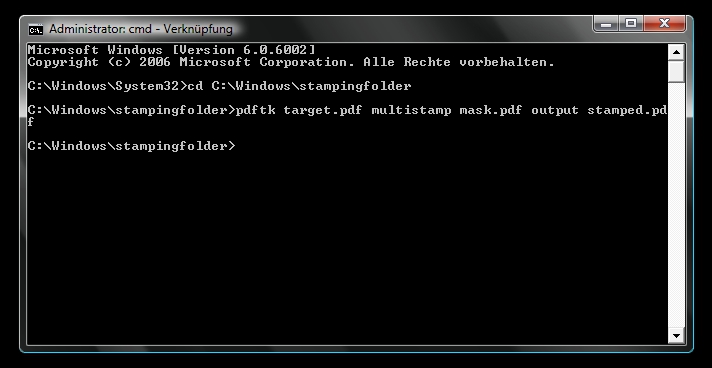 Administrator: cmd - Verknüpfung
Microsoft Windows [Version 6.0.6002]
Copyright (c) 2006 Microsoft Corporation. Alle Rechte vorbehalten.
C:\Windows\System32>cd C:\Windows\stampingfolder
C:\Windows\stampingfolder>pdftk target.pdf multistamp mask.pdf output stamped.pd
f
C:\Windows\stampingfolder>